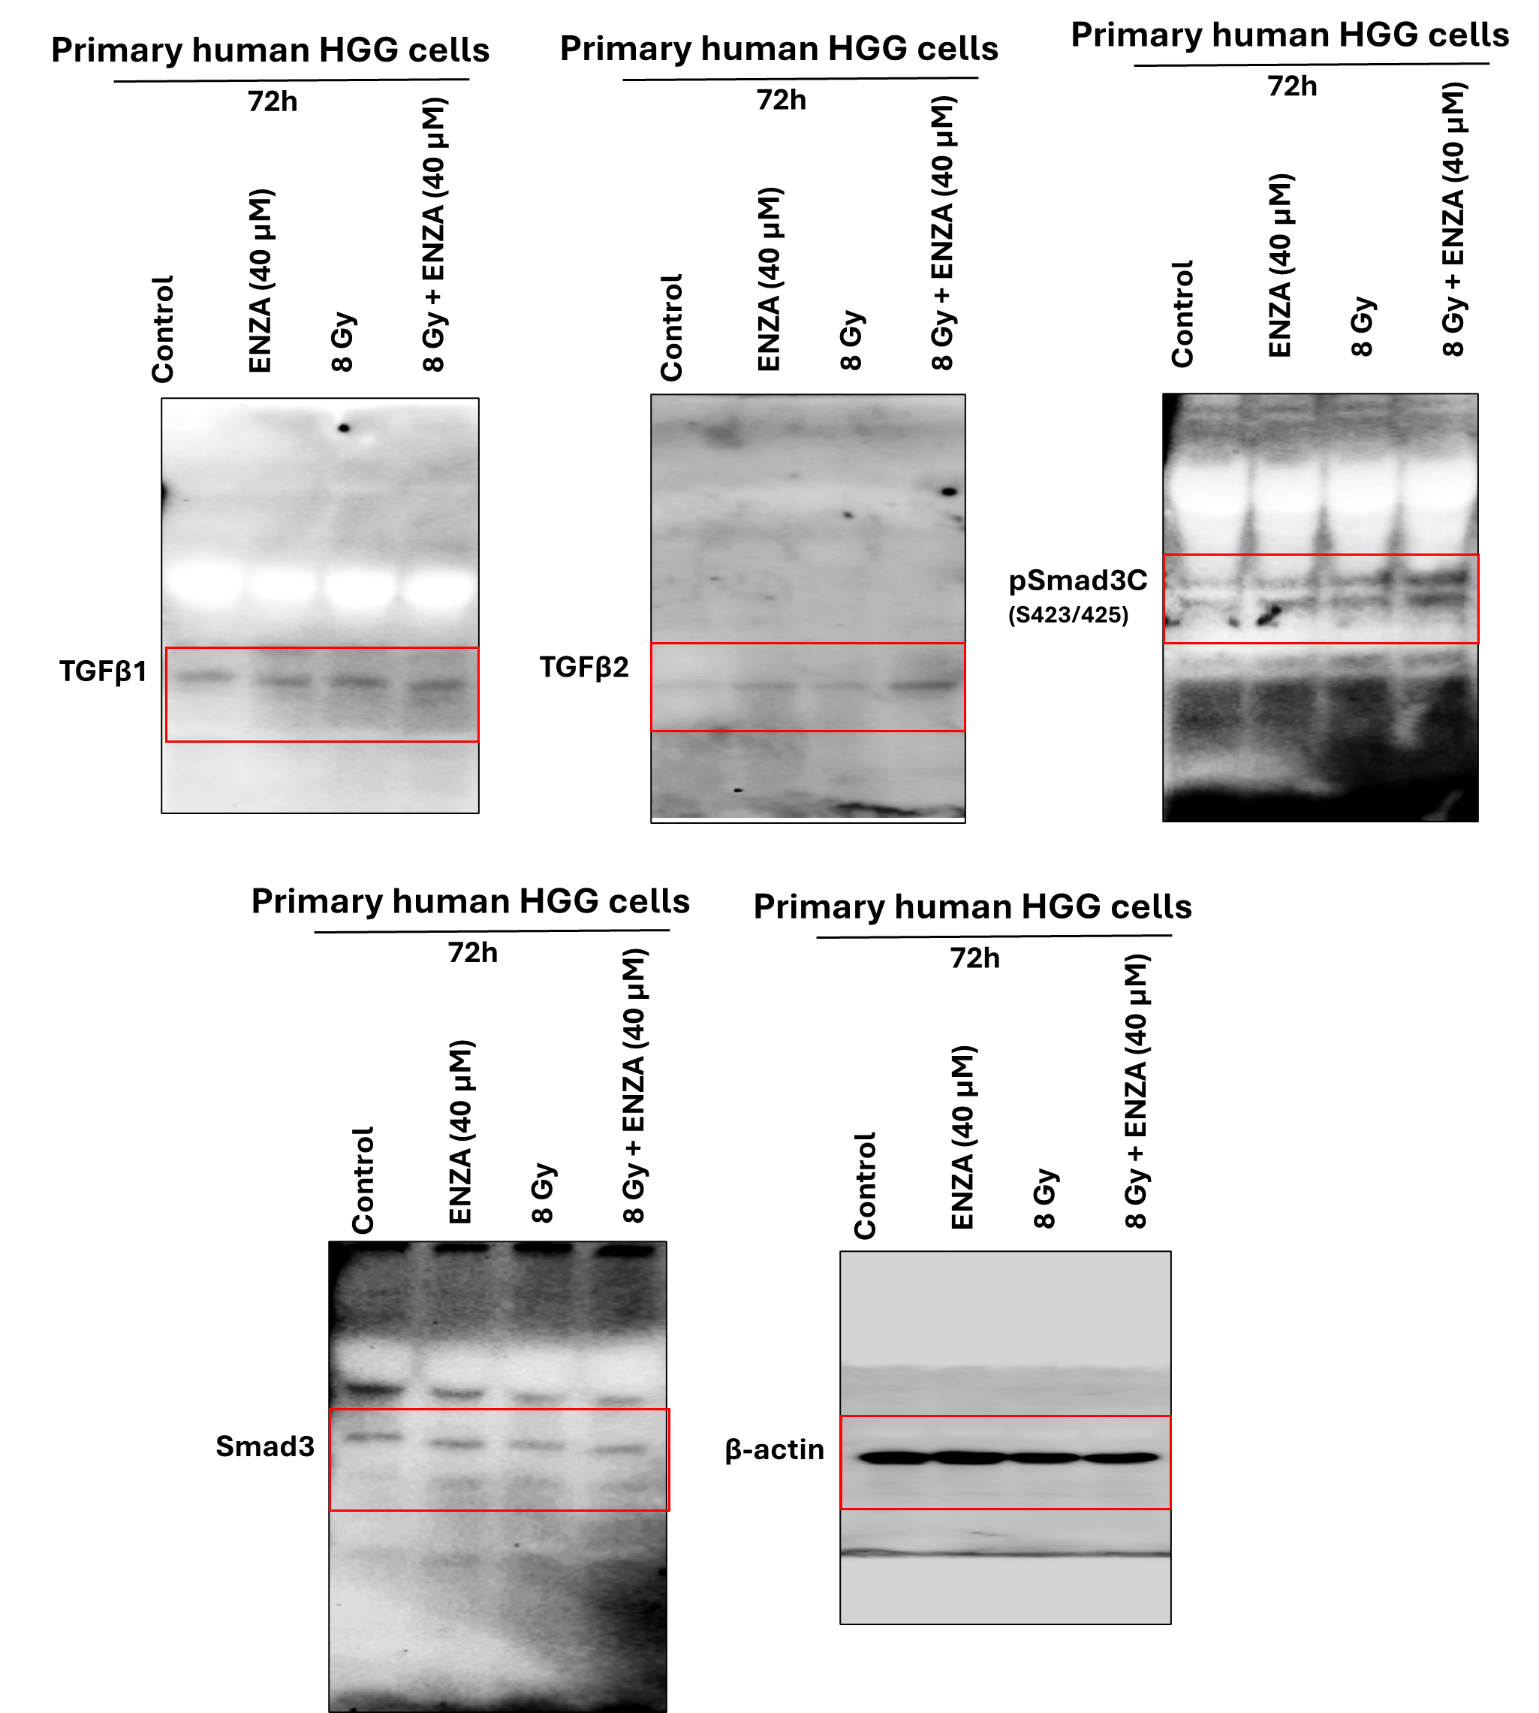 Primary human HGG cells
72h
Control
ENZA (40 µM)
8 Gy
8 Gy + ENZA (40 µM)
TGFβ1
Primary human HGG cells
72h
Control
ENZA (40 µM)
8 Gy
8 Gy + ENZA (40 µM)
TGFβ2
Primary human HGG cells
72h
Control
ENZA (40 µM)
8 Gy
8 Gy + ENZA (40 µM)
pSmad3C
(S423/425)
Primary human HGG cells
72h
Control
ENZA (40 µM)
8 Gy
8 Gy + ENZA (40 µM)
Smad3
Primary human HGG cells
72h
Control
ENZA (40 µM)
8 Gy
8 Gy + ENZA (40 µM)
β-actin